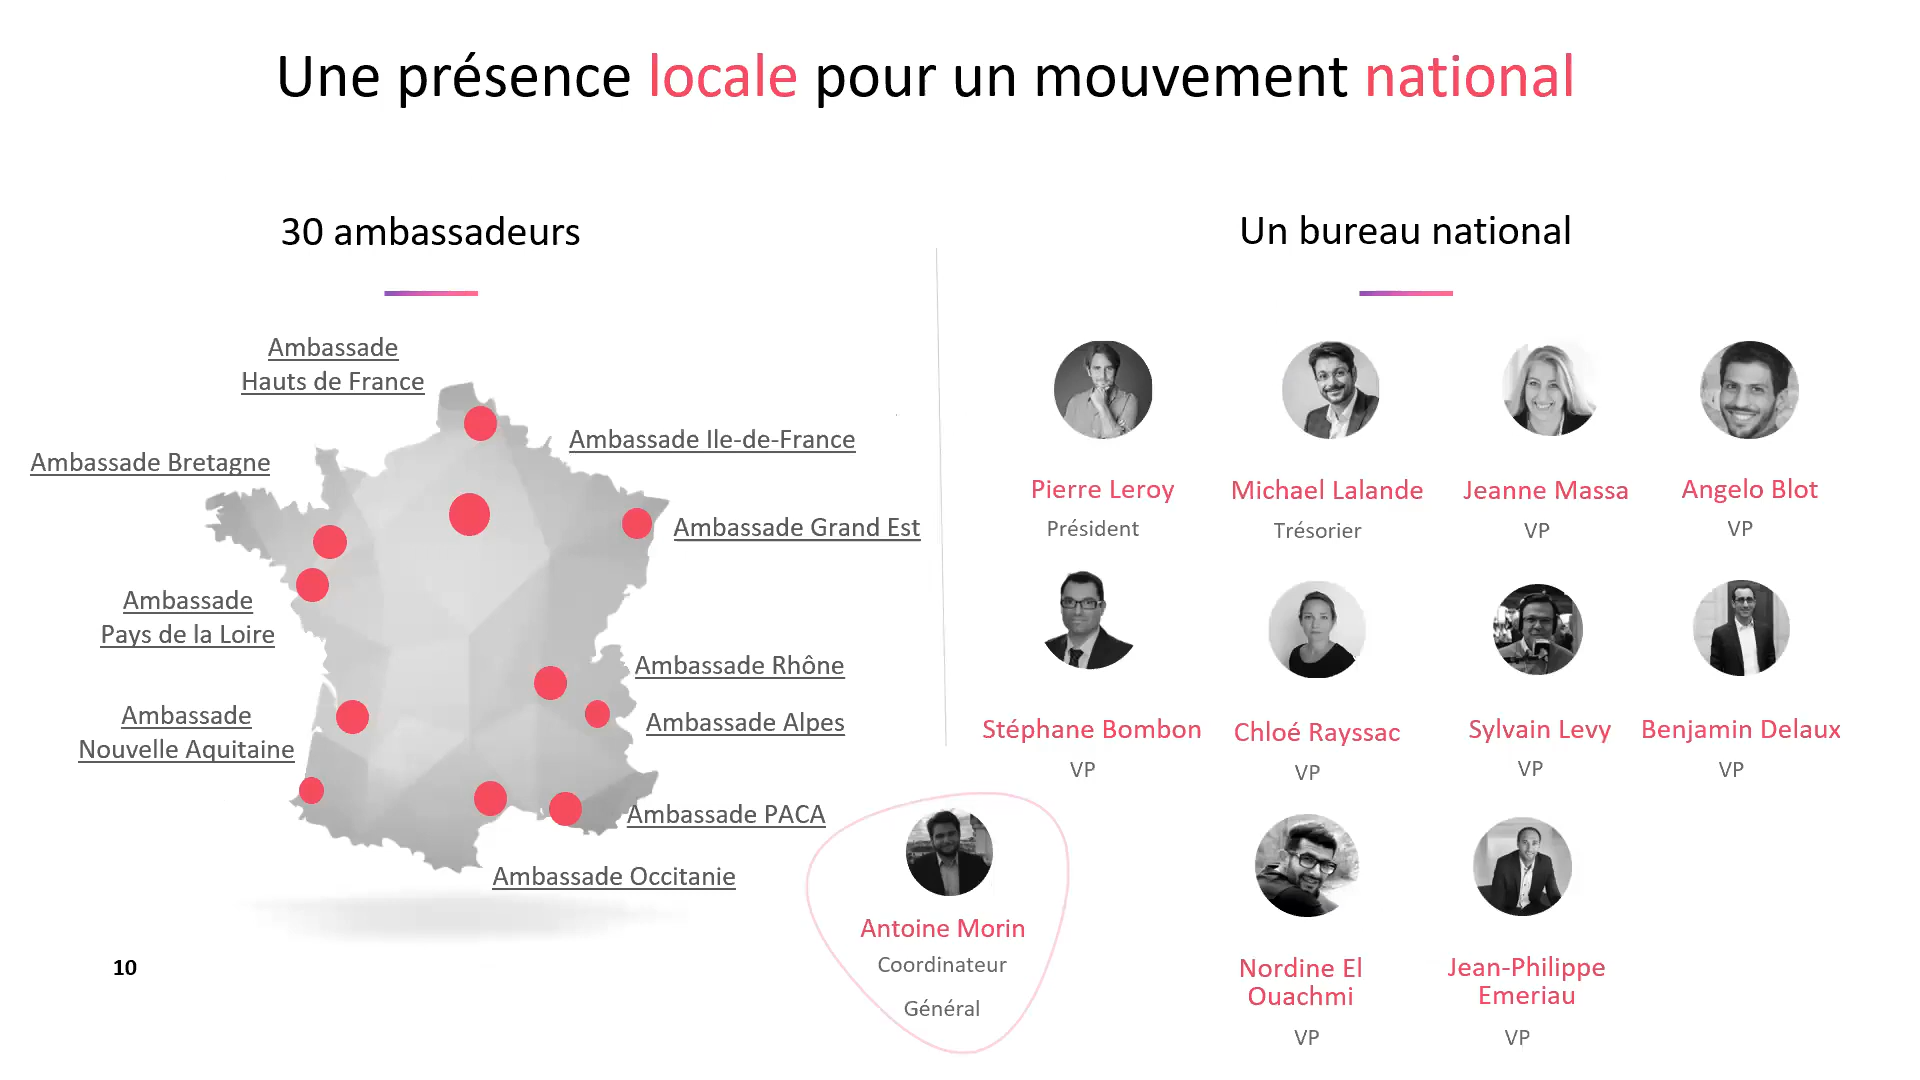 Une présence locale pour un mouvement national
30 ambassadeurs
Ambassade
Hauts de France
Ambassade Ile-de-France
Ambassade Bretagne
Ambassade Grand Est
Ambassade
Pays de la Loire
Ambassade Rhône
Ambassade
Nouvelle Aquitaine
Ambassade Alpes
Ambassade PACA
Ambassade Occitanie
Un bureau national
Pierre Leroy
Président
Michael Lalande
Trésorier
Jeanne Massa
VP
Angelo Blot
VP
Stéphane Bombon
VP
Chloé Rayssac
VP
Sylvain Levy
VP
Benjamin Delaux
VP
Antoine Morin
Coordinateur
Général
Nordine El
Ouachmi
VP
Jean-Philippe
Emeriau
VP
10